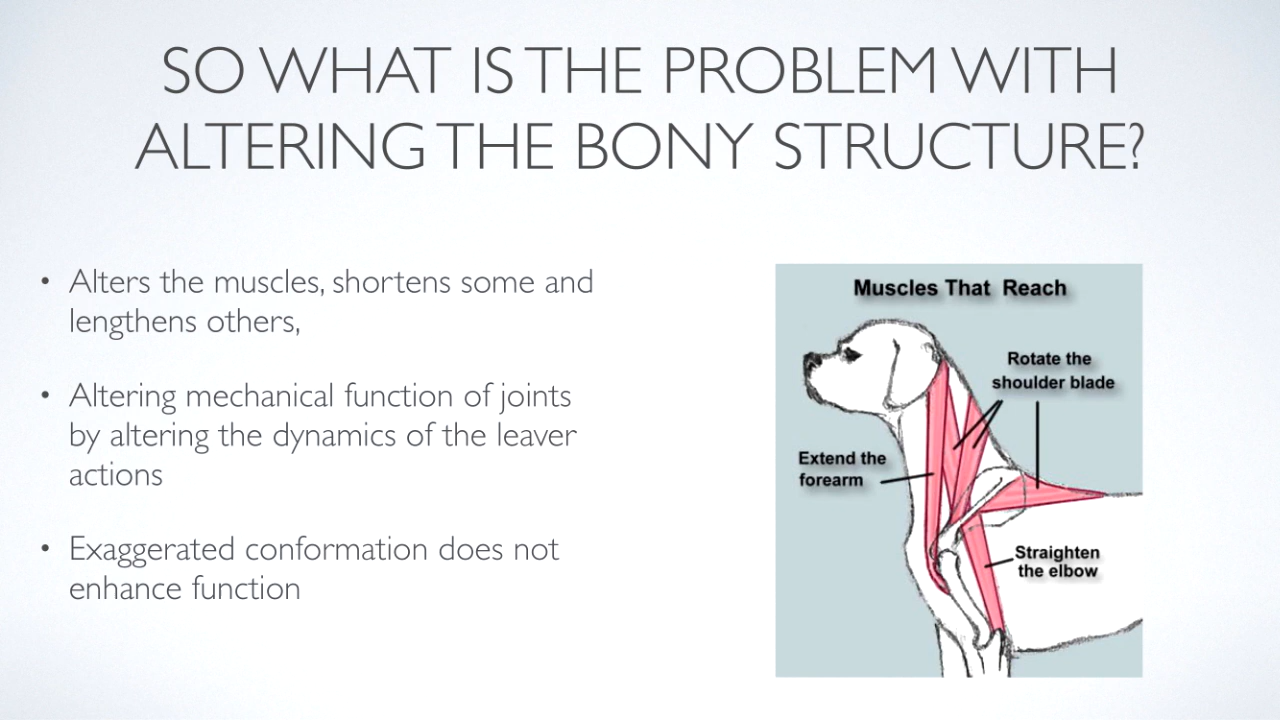 SO WHAT IS THE PROBLEM WITH
ALTERING THE BONY STRUCTURE?
• Alters the muscles, shortens some and
lengthens others,
• Altering mechanical function of joints
by altering the dynamics of the leaver
actions
• Exaggerated conformation does not
enhance function
Muscles That Reach
Rotate the
shoulder blade
Extend the
forearm
Straighten
the elbow